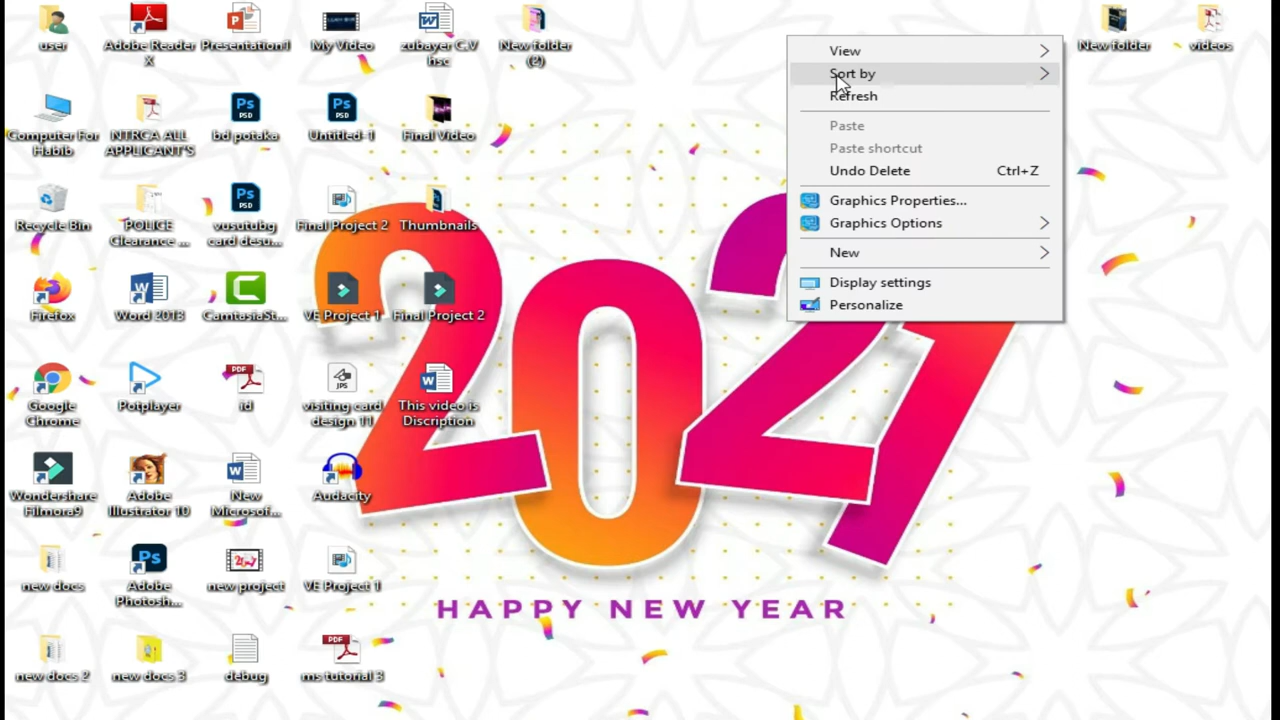 user
Adobe Reader
X
Presentation1
My Video
zubayer C.V
hsc
New folder
(2)
New folder
videos
Computer For
Habib
NTRCA ALL
APPLICANT'S
bd potaka
Untitled-1
Final Video
Recycle Bin
POLICE
Clearance ...
vusutubg
card desu...
Final Project 2
Thumbnails
Firefox
Word 2013
CamtasiaSt...
VE Project 1
Final Project 2
Google
Chrome
Potplayer
id
visiting card
design 11
This video is
Discription
Wondershare
Filmora9
Adobe
Illustrator 10
New
Microsof...
Audacity
new docs
Adobe
Photosh...
new project
VE Project 1
new docs 2
new docs 3
debug
ms tutorial 3
View
Sort by
Refresh
Paste
Paste shortcut
Undo Delete Ctrl+Z
Graphics Properties...
Graphics Options
New
Display settings
Personalize
2021
HAPPY NEW YEAR